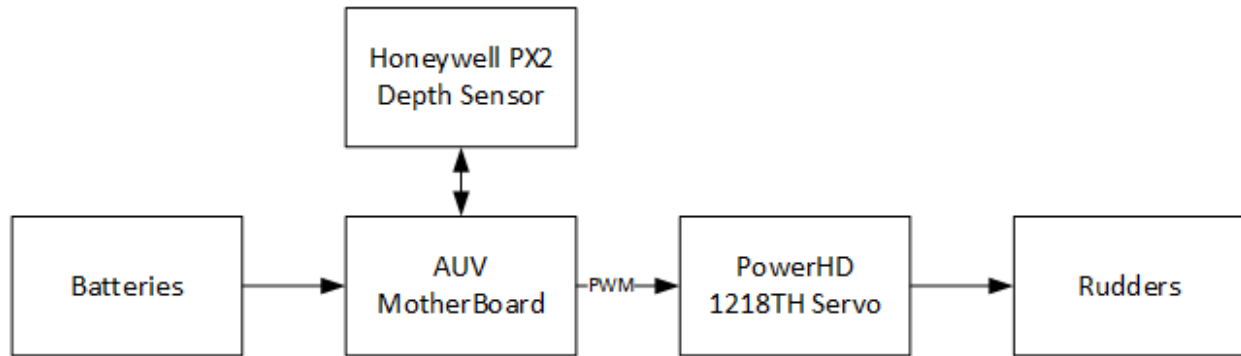 Honeywell PX2
Depth Sensor
Batteries
AUV
MotherBoard
PWM
PowerHD
1218TH Servo
Rudders